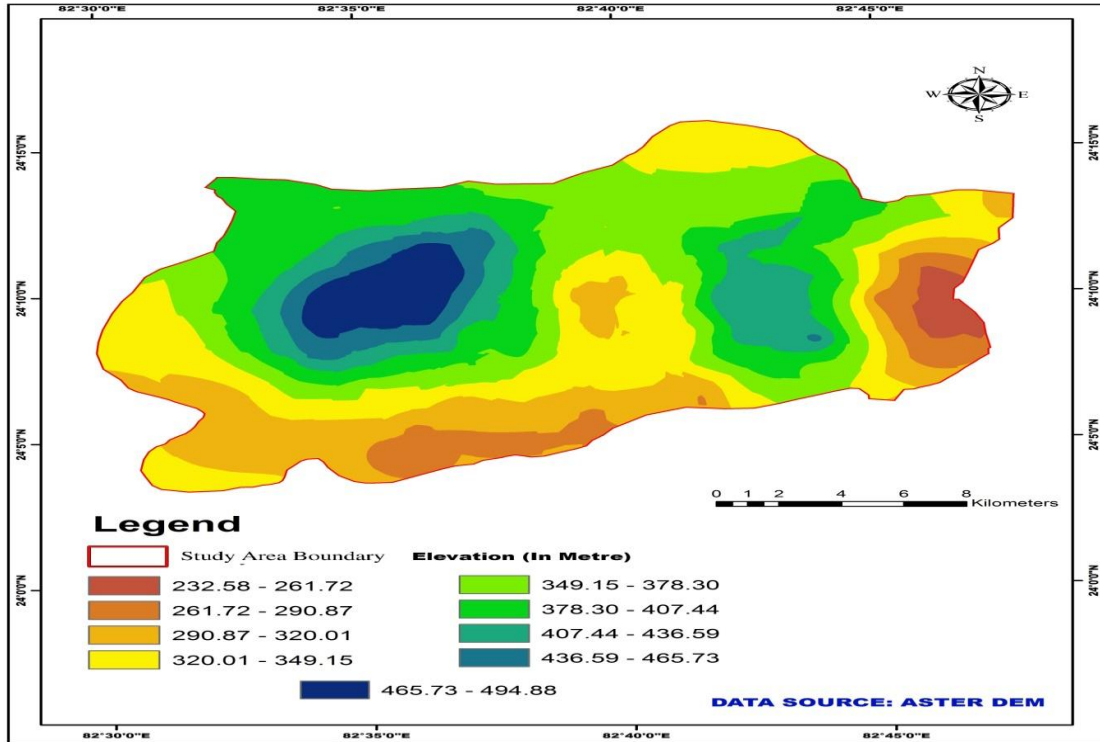 82°30'0"E 82°35'0"E 82°40'0"E 82°45'0"E
N
W E
S
24°15'0"N 24°15'0"N
24°10'0"N 24°10'0"N
24°5'0"N 24°5'0"N
24°0'0"N 24°0'0"N
0 1 2 4 6 8
Kilometers
Legend
Study Area Boundary Elevation (In Metre)
232.58 - 261.72 349.15 - 378.30
261.72 - 290.87 378.30 - 407.44
290.87 - 320.01 407.44 - 436.59
320.01 - 349.15 436.59 - 465.73
465.73 - 494.88
DATA SOURCE: ASTER DEM
82°30'0"E 82°35'0"E 82°40'0"E 82°45'0"E